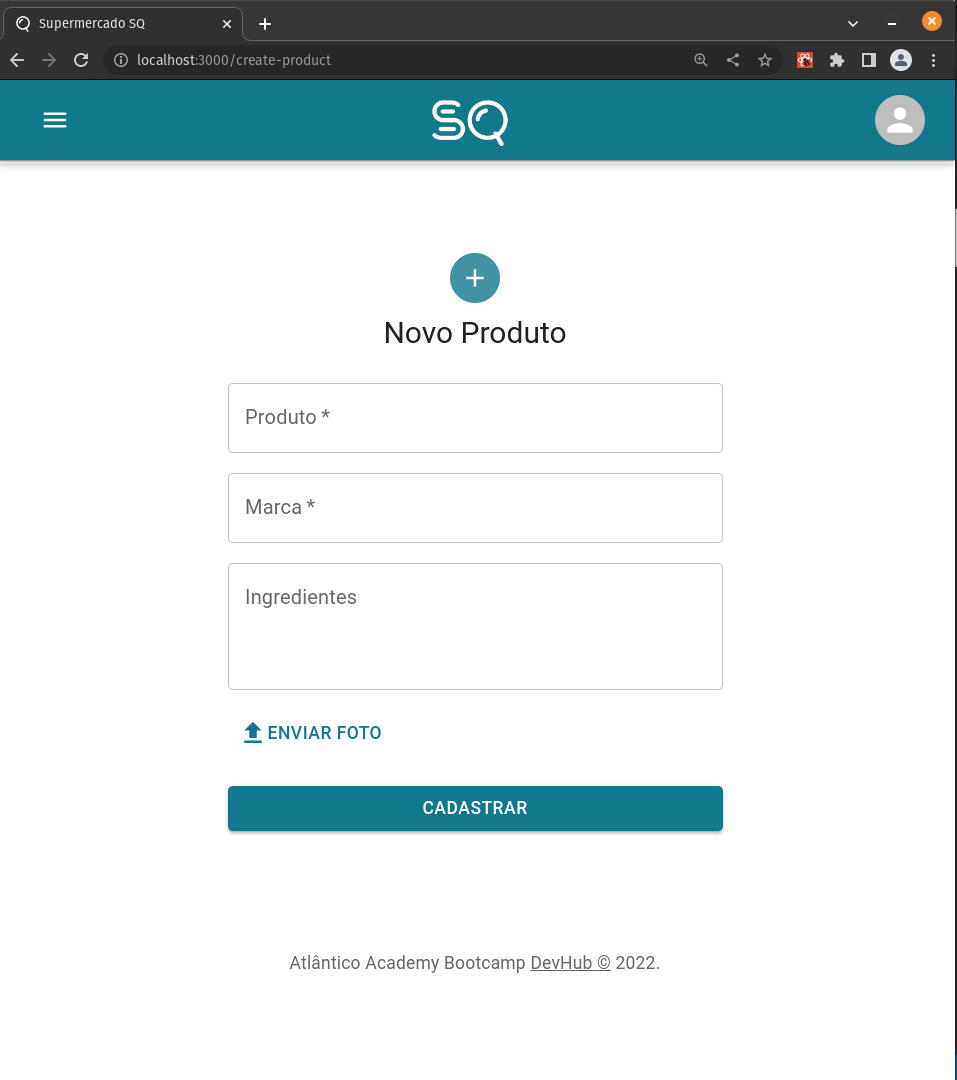 Supermercado SQ
localhost:3000/create-product
SQ
Novo Produto
Produto *
Marca *
Ingredientes
ENVIAR FOTO
CADASTRAR
Atlântico Academy Bootcamp DevHub © 2022.